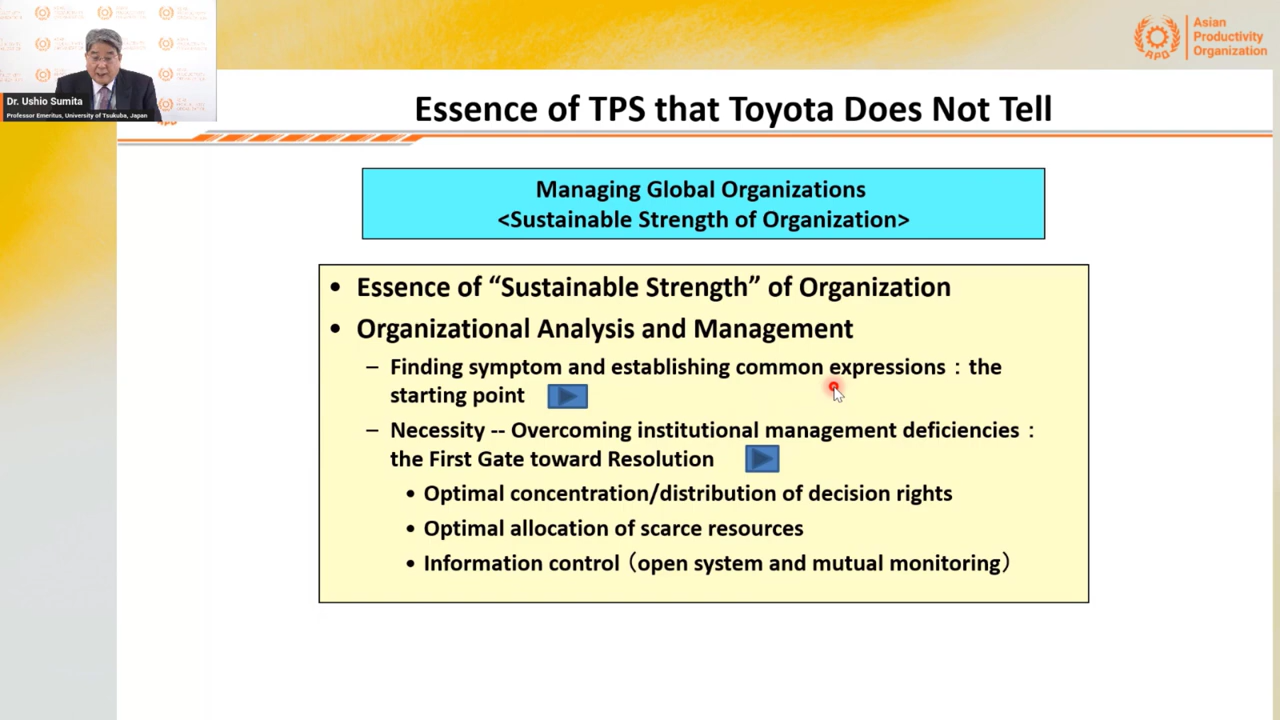 Asian
Productivity
Organization
APO
Dr. Ushio Sumita
Professor Emeritus, University of Tsukuba, Japan
Essence of TPS that Toyota Does Not Tell
Managing Global Organizations
<Sustainable Strength of Organization>
• Essence of “Sustainable Strength” of Organization
• Organizational Analysis and Management
– Finding symptom and establishing common expressions：the
starting point
– Necessity -- Overcoming institutional management deficiencies：
the First Gate toward Resolution
• Optimal concentration/distribution of decision rights
• Optimal allocation of scarce resources
• Information control（open system and mutual monitoring）